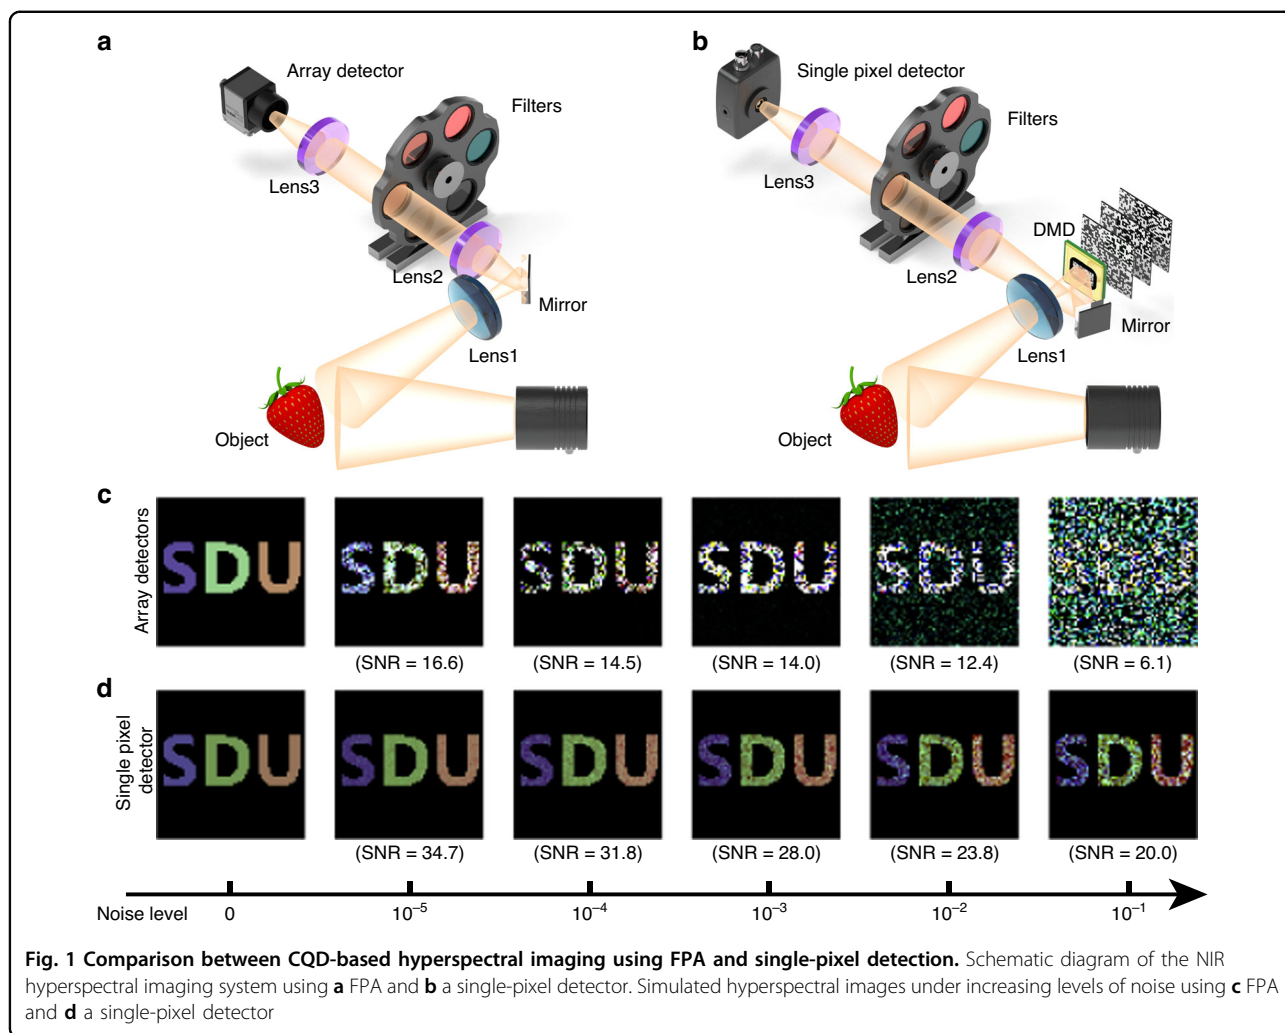 a
Array detector
Filters
Lens3
Lens2
Mirror
Lens1
Object
b
Single pixel detector
Filters
Lens3
DMD
Lens2
Mirror
Lens1
Object
c
Array detectors
SDU
SDU
SDU
SDU
SDU
(SNR = 16.6)
(SNR = 14.5)
(SNR = 14.0)
(SNR = 12.4)
(SNR = 6.1)
d
Single pixel
detector
SDU
SDU
SDU
SDU
SDU
SDU
(SNR = 34.7)
(SNR = 31.8)
(SNR = 28.0)
(SNR = 23.8)
(SNR = 20.0)
Noise level 0 10⁻⁵ 10⁻⁴ 10⁻³ 10⁻² 10⁻¹
Fig. 1 Comparison between CQD-based hyperspectral imaging using FPA and single-pixel detection. Schematic diagram of the NIR
hyperspectral imaging system using a FPA and b a single-pixel detector. Simulated hyperspectral images under increasing levels of noise using c FPA
and d a single-pixel detector